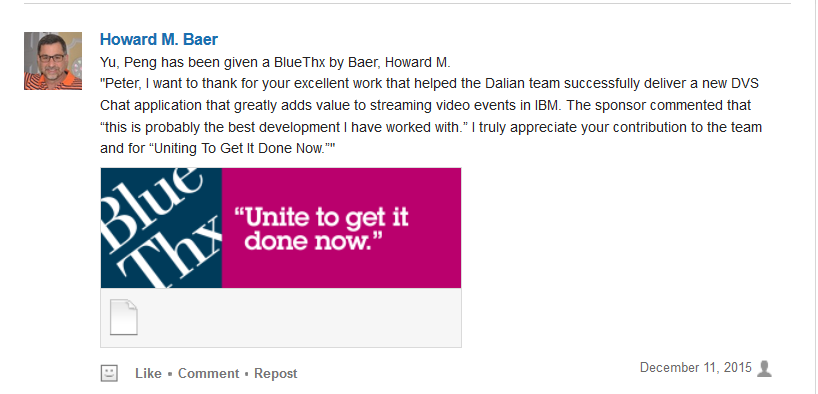 Howard M. Baer
Yu, Peng has been given a BlueThx by Baer, Howard M.
"Peter, I want to thank for your excellent work that helped the Dalian team successfully deliver a new DVS
Chat application that greatly adds value to streaming video events in IBM. The sponsor commented that
“this is probably the best development I have worked with.” I truly appreciate your contribution to the team
and for “Uniting To Get It Done Now.”"
Blue
Thx
“Unite to get it
done now.”
Like • Comment • Repost
December 11, 2015